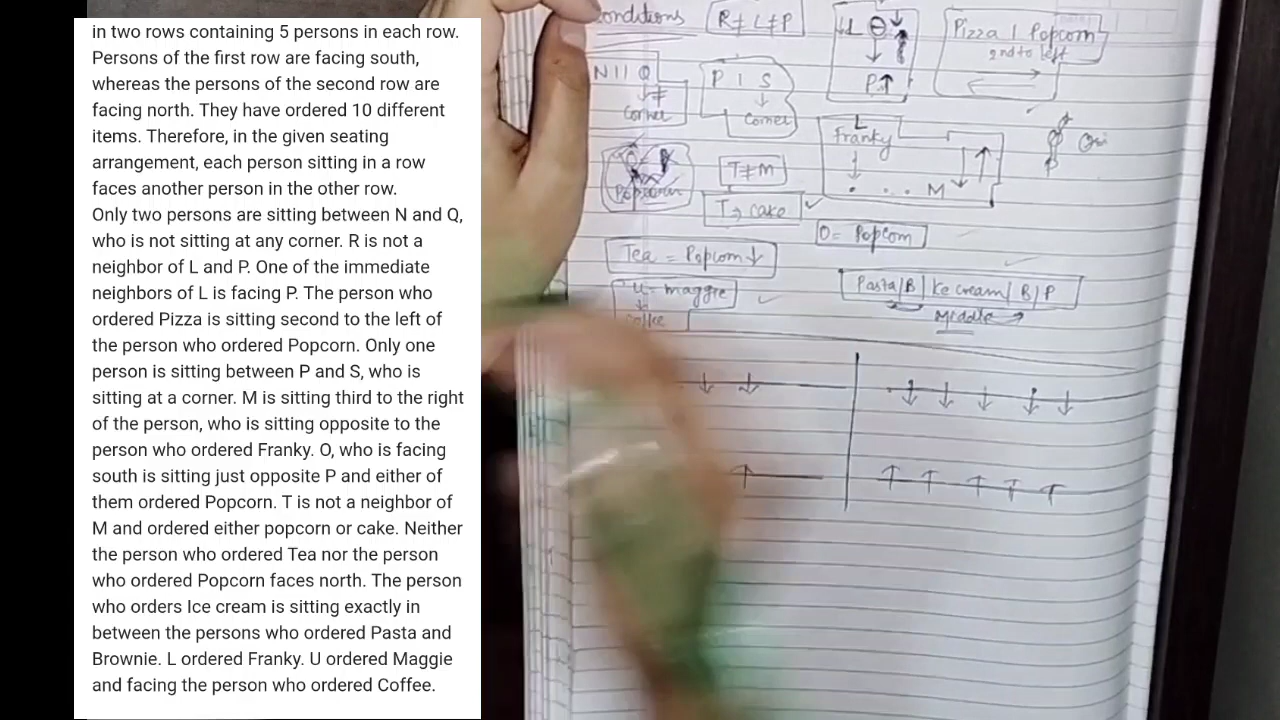 in two rows containing 5 persons in each row.
Persons of the first row are facing south,
whereas the persons of the second row are
facing north. They have ordered 10 different
items. Therefore, in the given seating
arrangement, each person sitting in a row
faces another person in the other row.
Only two persons are sitting between N and Q,
who is not sitting at any corner. R is not a
neighbor of L and P. One of the immediate
neighbors of L is facing P. The person who
ordered Pizza is sitting second to the left of
the person who ordered Popcorn. Only one
person is sitting between P and S, who is
sitting at a corner. M is sitting third to the right
of the person, who is sitting opposite to the
person who ordered Franky. O, who is facing
south is sitting just opposite P and either of
them ordered Popcorn. T is not a neighbor of
M and ordered either popcorn or cake. Neither
the person who ordered Tea nor the person
who ordered Popcorn faces north. The person
who orders Ice cream is sitting exactly in
between the persons who ordered Pasta and
Brownie. L ordered Franky. U ordered Maggie
and facing the person who ordered Coffee.
conditions R≠ L≠P
L ↓
P↑
Pizza | Popcorn
2nd to left
N I I Q
≠
corner
P I S
↓
Corner
L
Franky
↓
. . . M
Popcorn
T≠M
T → cake
O = Popcorn
Tea = Popcorn ↓
U = maggie
Pasta/B | Ice cream | B/P
Middle